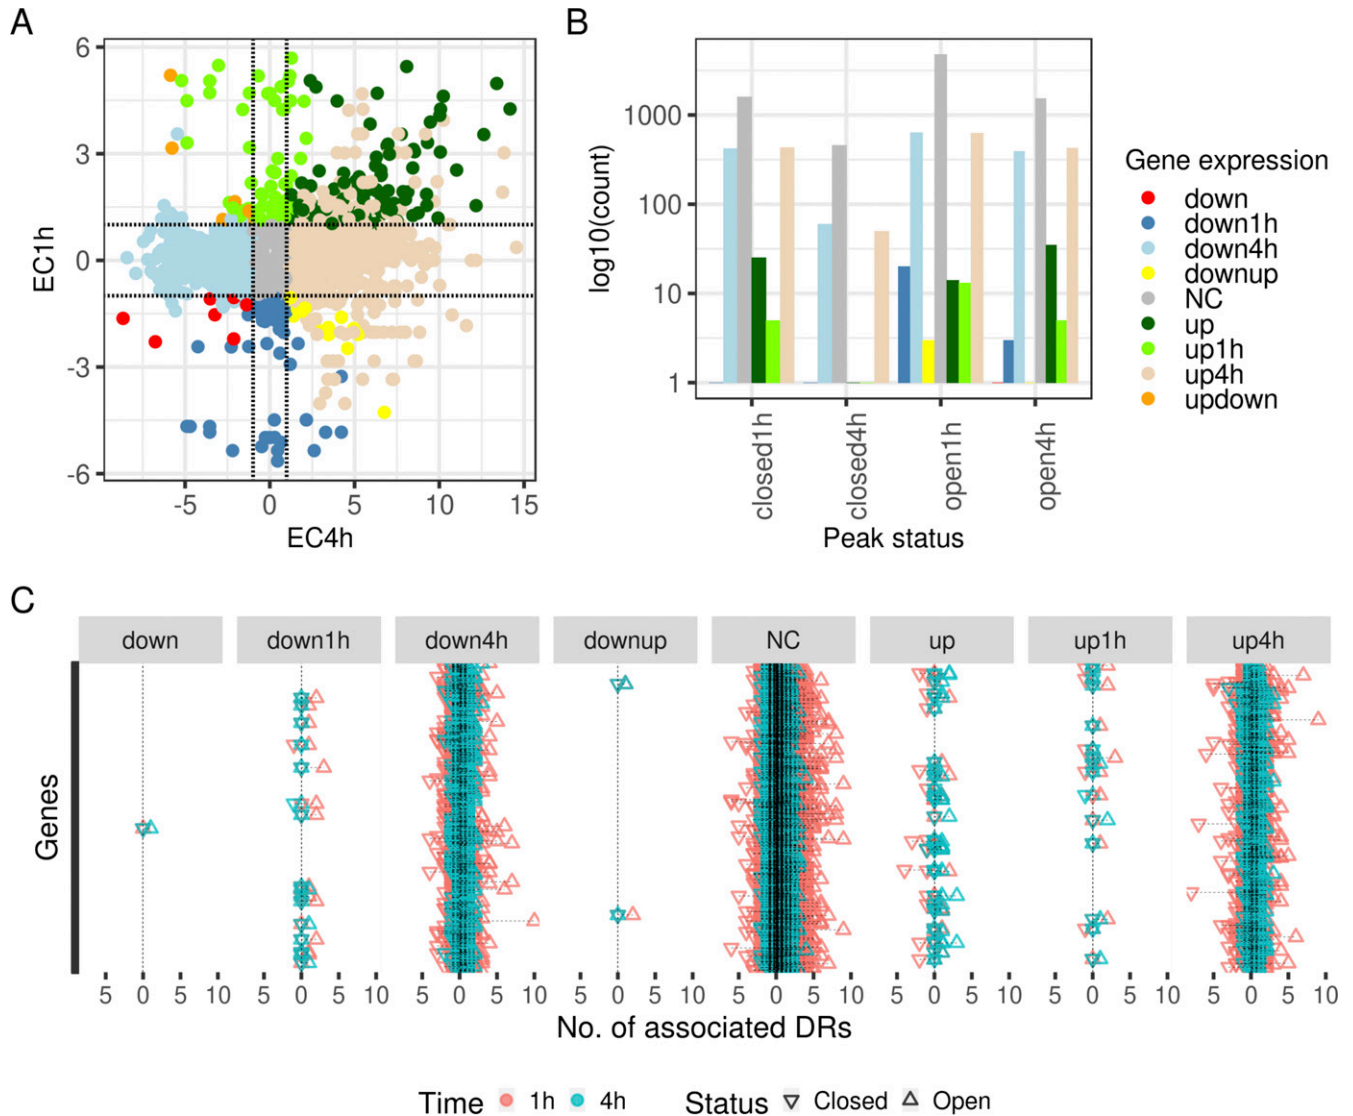 A
EC1h
6
3
0
-3
-6
-5
0
5
10
15
EC4h
B
log10(count)
1000
100
10
1
closed1h
closed4h
open1h
open4h
Peak status
Gene expression
down
down1h
down4h
downup
NC
up
up1h
up4h
updown
C
down
down1h
down4h
downup
NC
up
up1h
up4h
Genes
5 0 5 10
5 0 5 10
5 0 5 10
5 0 5 10
5 0 5 10
5 0 5 10
5 0 5 10
5 0 5 10
No. of associated DRs
Time 1h 4h Status Closed Open